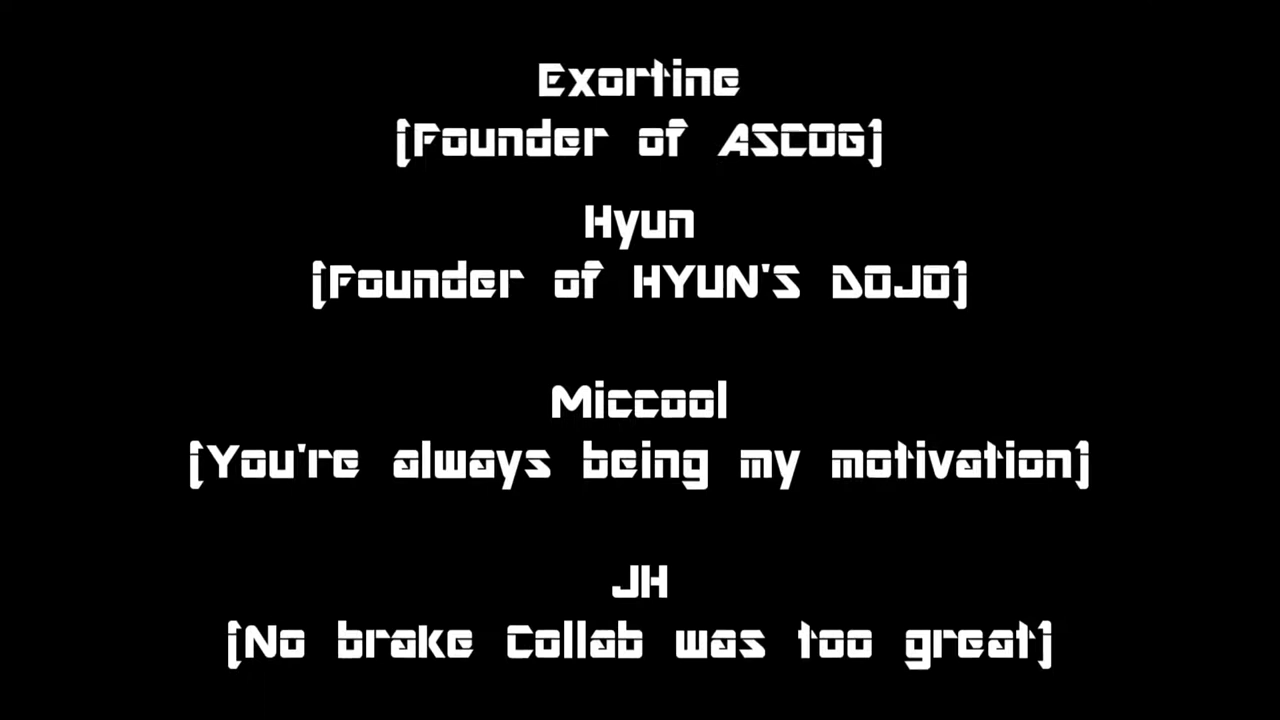 Exortine
(Founder of ASCOG)
Hyun
(Founder of HYUN'S DOJO)
Miccool
(You're always being my motivation)
JH
(No brake Collab was too great)